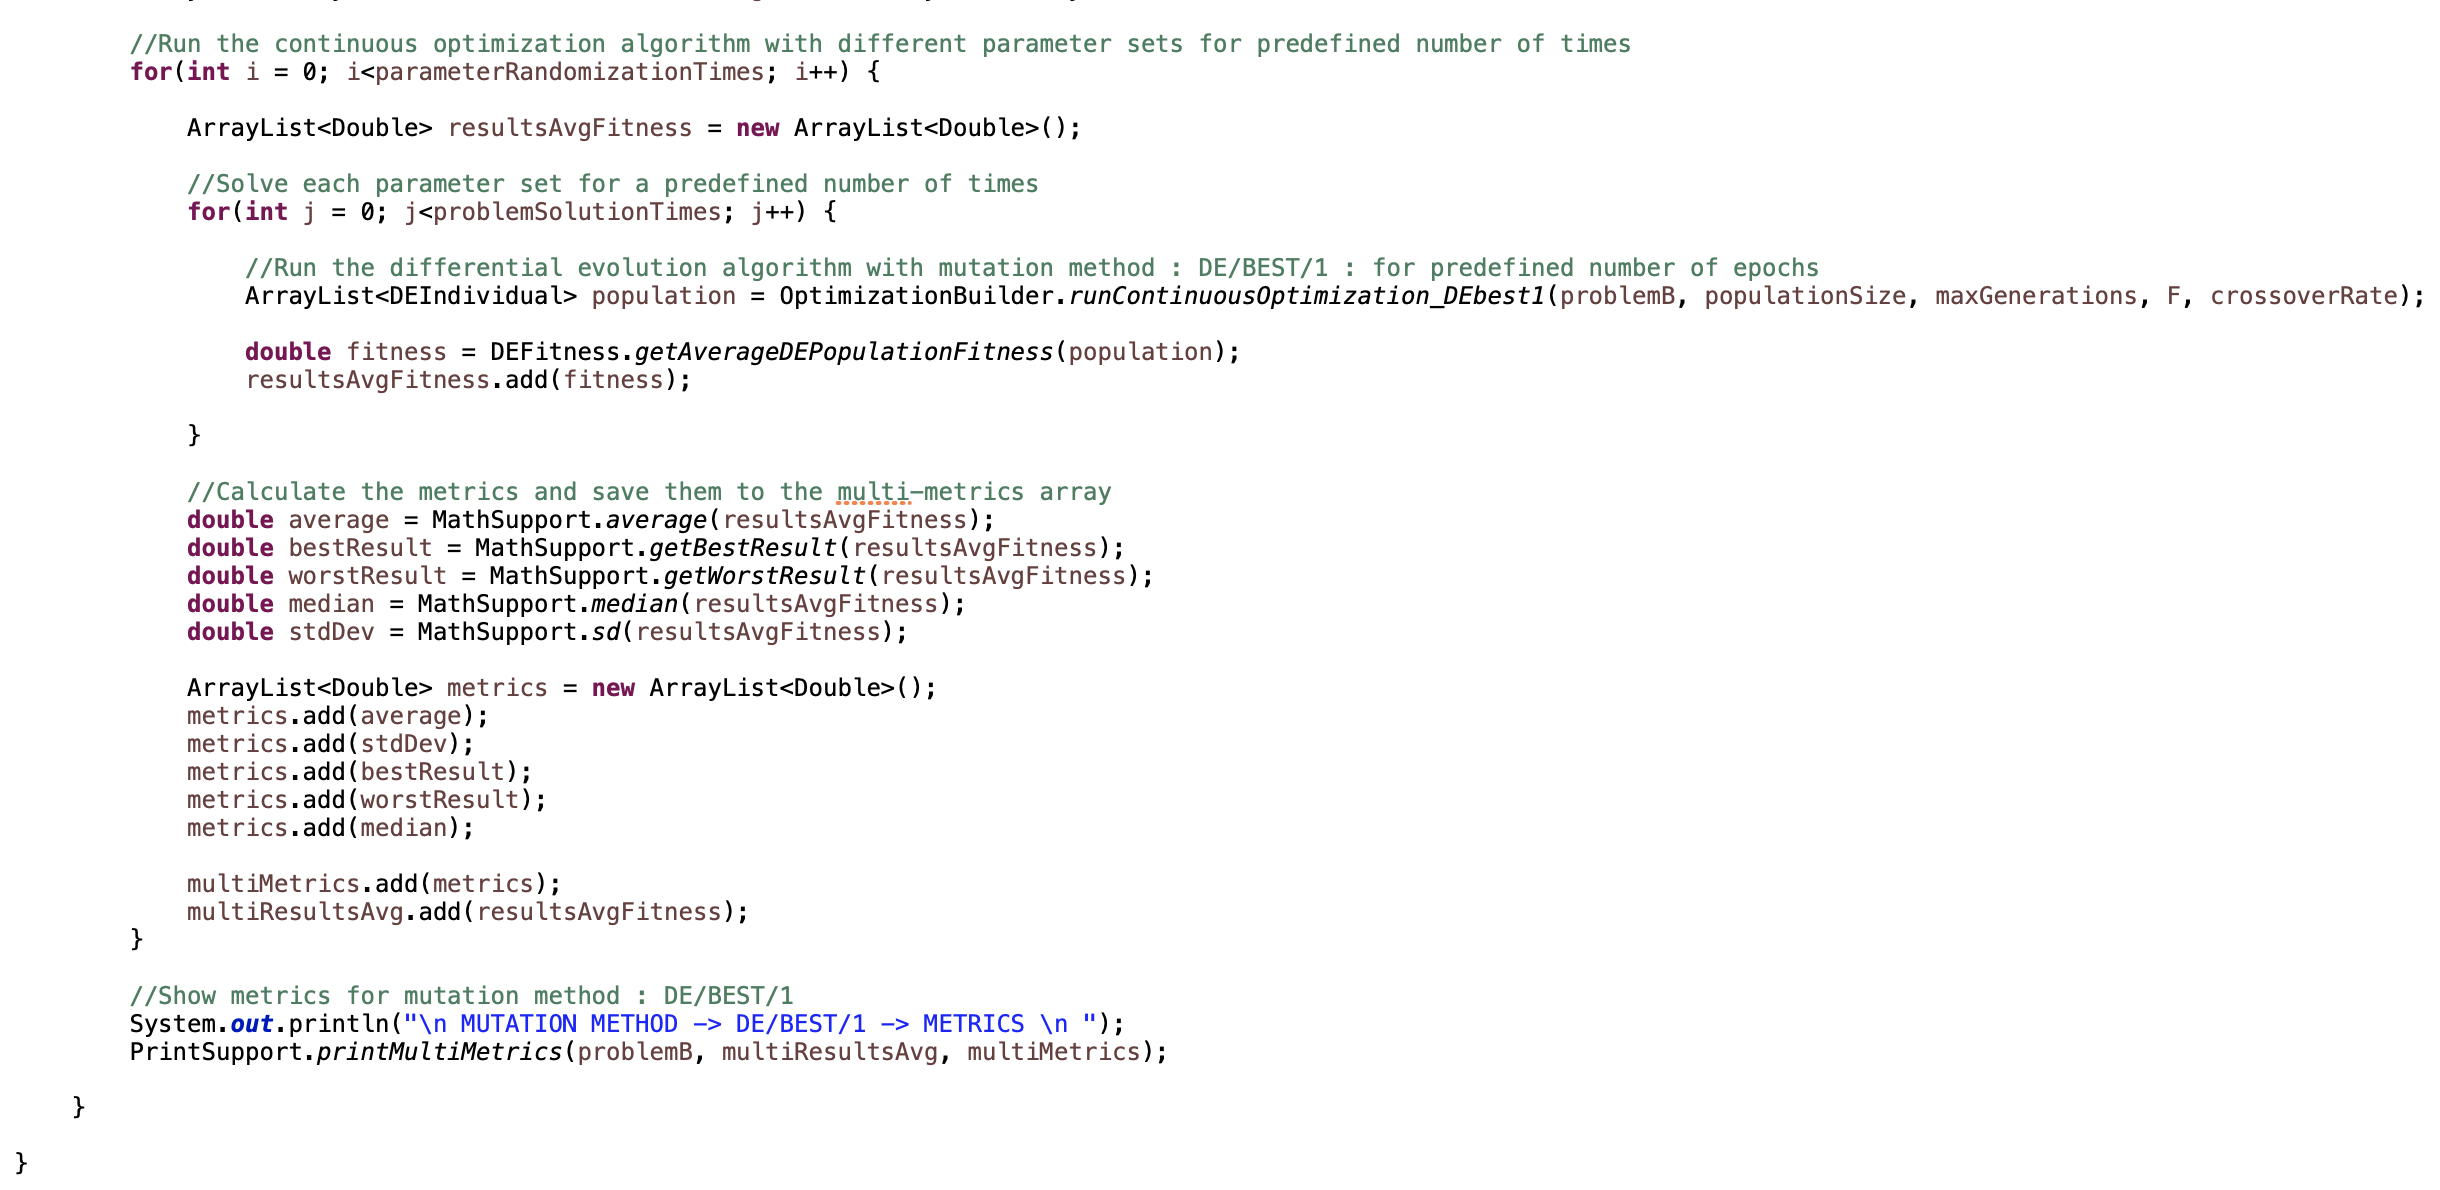 //Run the continuous optimization algorithm with different parameter sets for predefined number of times
for(int i = 0; i<parameterRandomizationTimes; i++) {
ArrayList<Double> resultsAvgFitness = new ArrayList<Double>();
//Solve each parameter set for a predefined number of times
for(int j = 0; j<problemSolutionTimes; j++) {
//Run the differential evolution algorithm with mutation method : DE/BEST/1 : for predefined number of epochs
ArrayList<DEIndividual> population = OptimizationBuilder.runContinuousOptimization_DEbest1(problemB, populationSize, maxGenerations, F, crossoverRate);
double fitness = DEFitness.getAverageDEPopulationFitness(population);
resultsAvgFitness.add(fitness);
}
//Calculate the metrics and save them to the multi-metrics array
double average = MathSupport.average(resultsAvgFitness);
double bestResult = MathSupport.getBestResult(resultsAvgFitness);
double worstResult = MathSupport.getWorstResult(resultsAvgFitness);
double median = MathSupport.median(resultsAvgFitness);
double stdDev = MathSupport.sd(resultsAvgFitness);
ArrayList<Double> metrics = new ArrayList<Double>();
metrics.add(average);
metrics.add(stdDev);
metrics.add(bestResult);
metrics.add(worstResult);
metrics.add(median);
multiMetrics.add(metrics);
multiResultsAvg.add(resultsAvgFitness);
}
//Show metrics for mutation method : DE/BEST/1
System.out.println("\n MUTATION METHOD -> DE/BEST/1 -> METRICS \n ");
PrintSupport.printMultiMetrics(problemB, multiResultsAvg, multiMetrics);
}
}